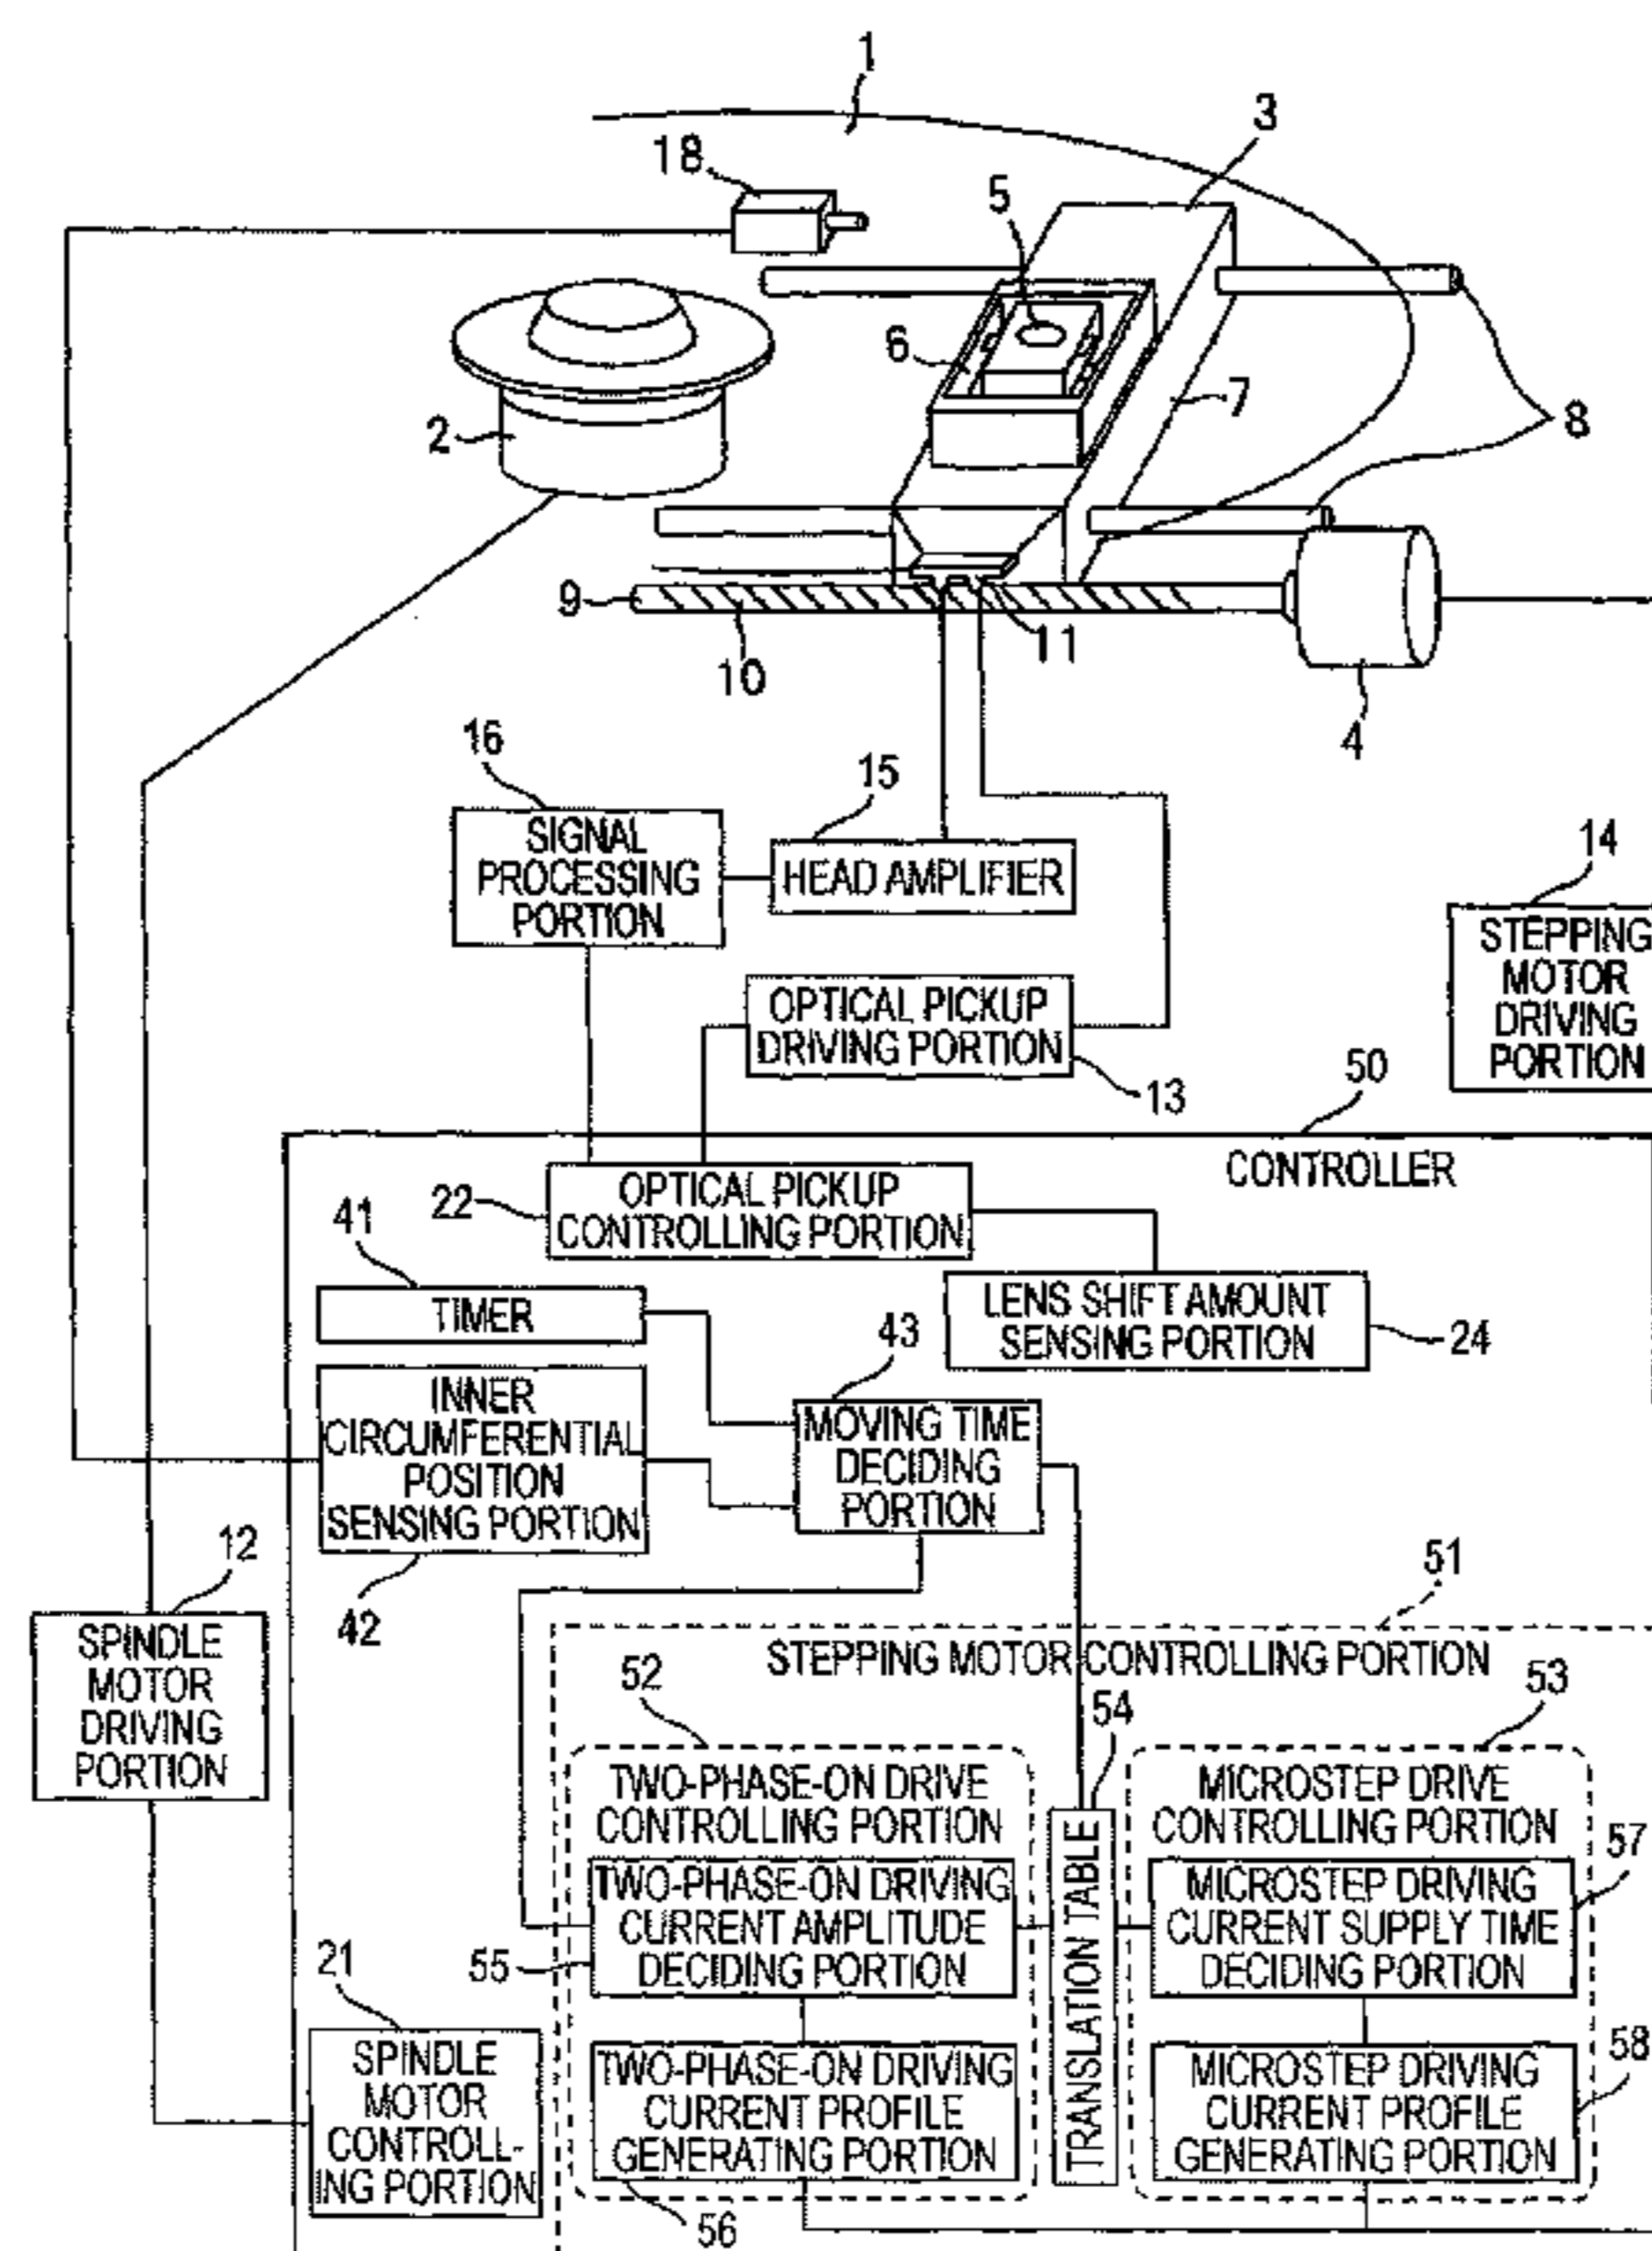 1
3
18
5
6
7
8
2
9
10
11
4
16
15
14
SIGNAL
PROCESSING
PORTION
HEAD AMPLIFIER
STEPPING
MOTOR
DRIVING
PORTION
OPTICAL PICKUP
DRIVING PORTION
13
50
CONTROLLER
22
OPTICAL PICKUP
CONTROLLING PORTION
41
TIMER
LENS SHIFT AMOUNT
SENSING PORTION
24
43
INNER
CIRCUMFERENTIAL
POSITION
SENSING PORTION
42
MOVING TIME
DECIDING
PORTION
12
SPINDLE
MOTOR
DRIVING
PORTION
51
STEPPING MOTOR CONTROLLING PORTION
52
54
53
TWO-PHASE-ON DRIVE
CONTROLLING PORTION
TRANSLATION TABLE
MICROSTEP DRIVE
CONTROLLING PORTION
57
TWO-PHASE-ON DRIVING
CURRENT AMPLITUDE
DECIDING PORTION
55
MICROSTEP DRIVING
CURRENT SUPPLY TIME
DECIDING PORTION
21
SPINDLE
MOTOR
CONTROLL-
ING PORTION
TWO-PHASE-ON DRIVING
CURRENT PROFILE
GENERATING PORTION
56
MICROSTEP DRIVING
CURRENT PROFILE
GENERATING PORTION
58